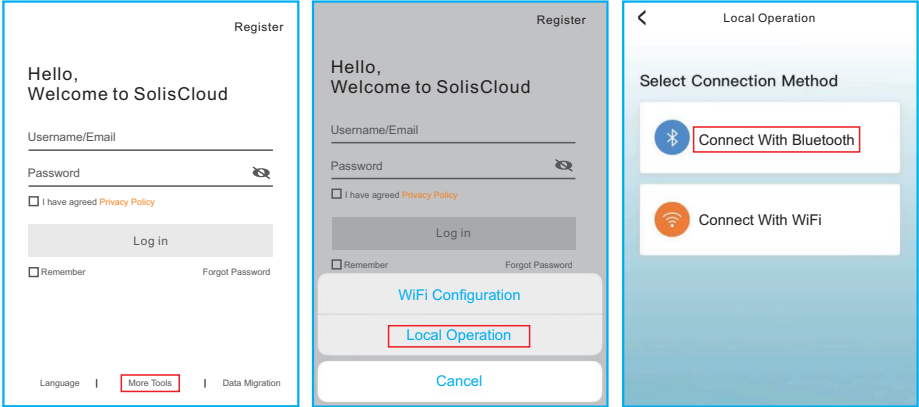 Register
Hello,
Welcome to SolisCloud
Username/Email
Password
I have agreed Privacy Policy
Log in
Remember Forgot Password
Language | More Tools | Data Migration
Register
Hello,
Welcome to SolisCloud
Username/Email
Password
I have agreed Privacy Policy
Log in
Remember Forgot Password
WiFi Configuration
Local Operation
Cancel
Local Operation
Select Connection Method
Connect With Bluetooth
Connect With WiFi